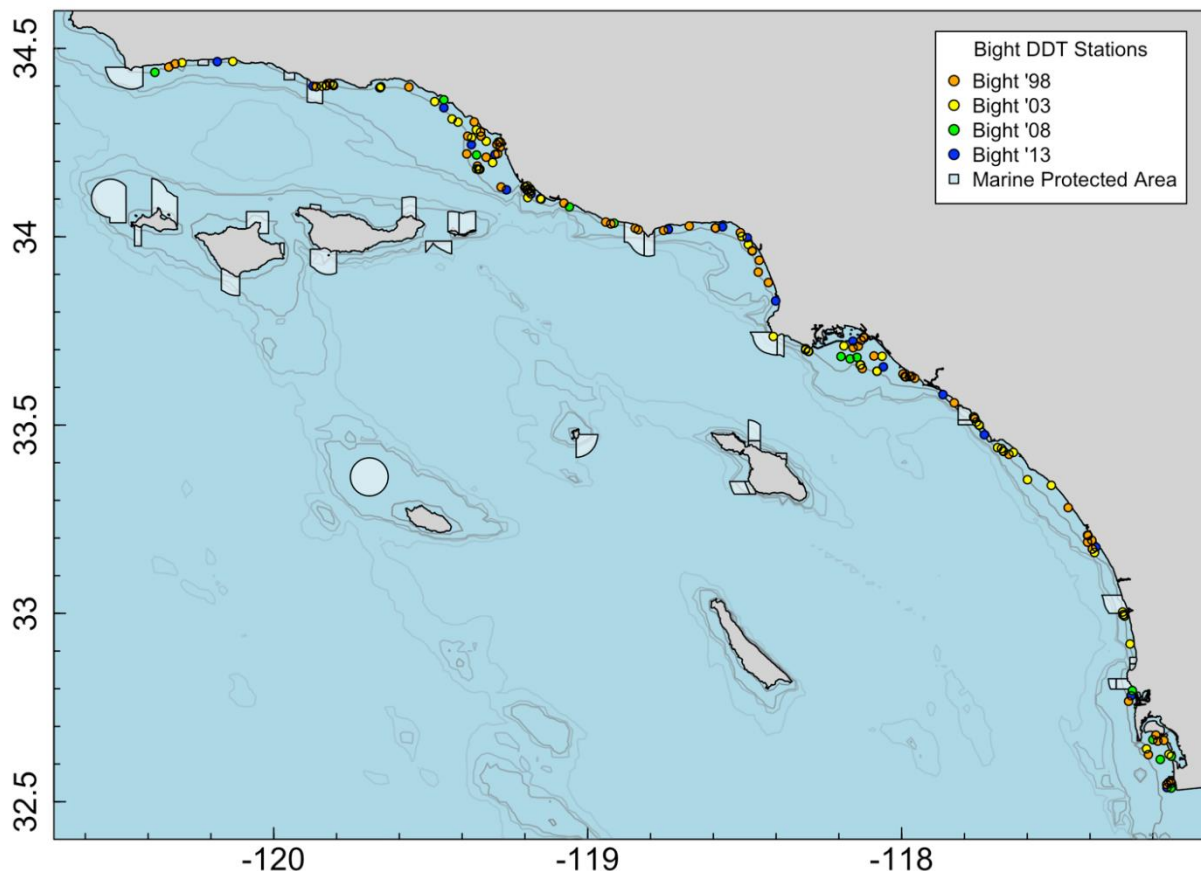 34.5
34
33.5
33
32.5
Bight DDT Stations
Bight '98
Bight '03
Bight '08
Bight '13
Marine Protected Area
-120
-119
-118